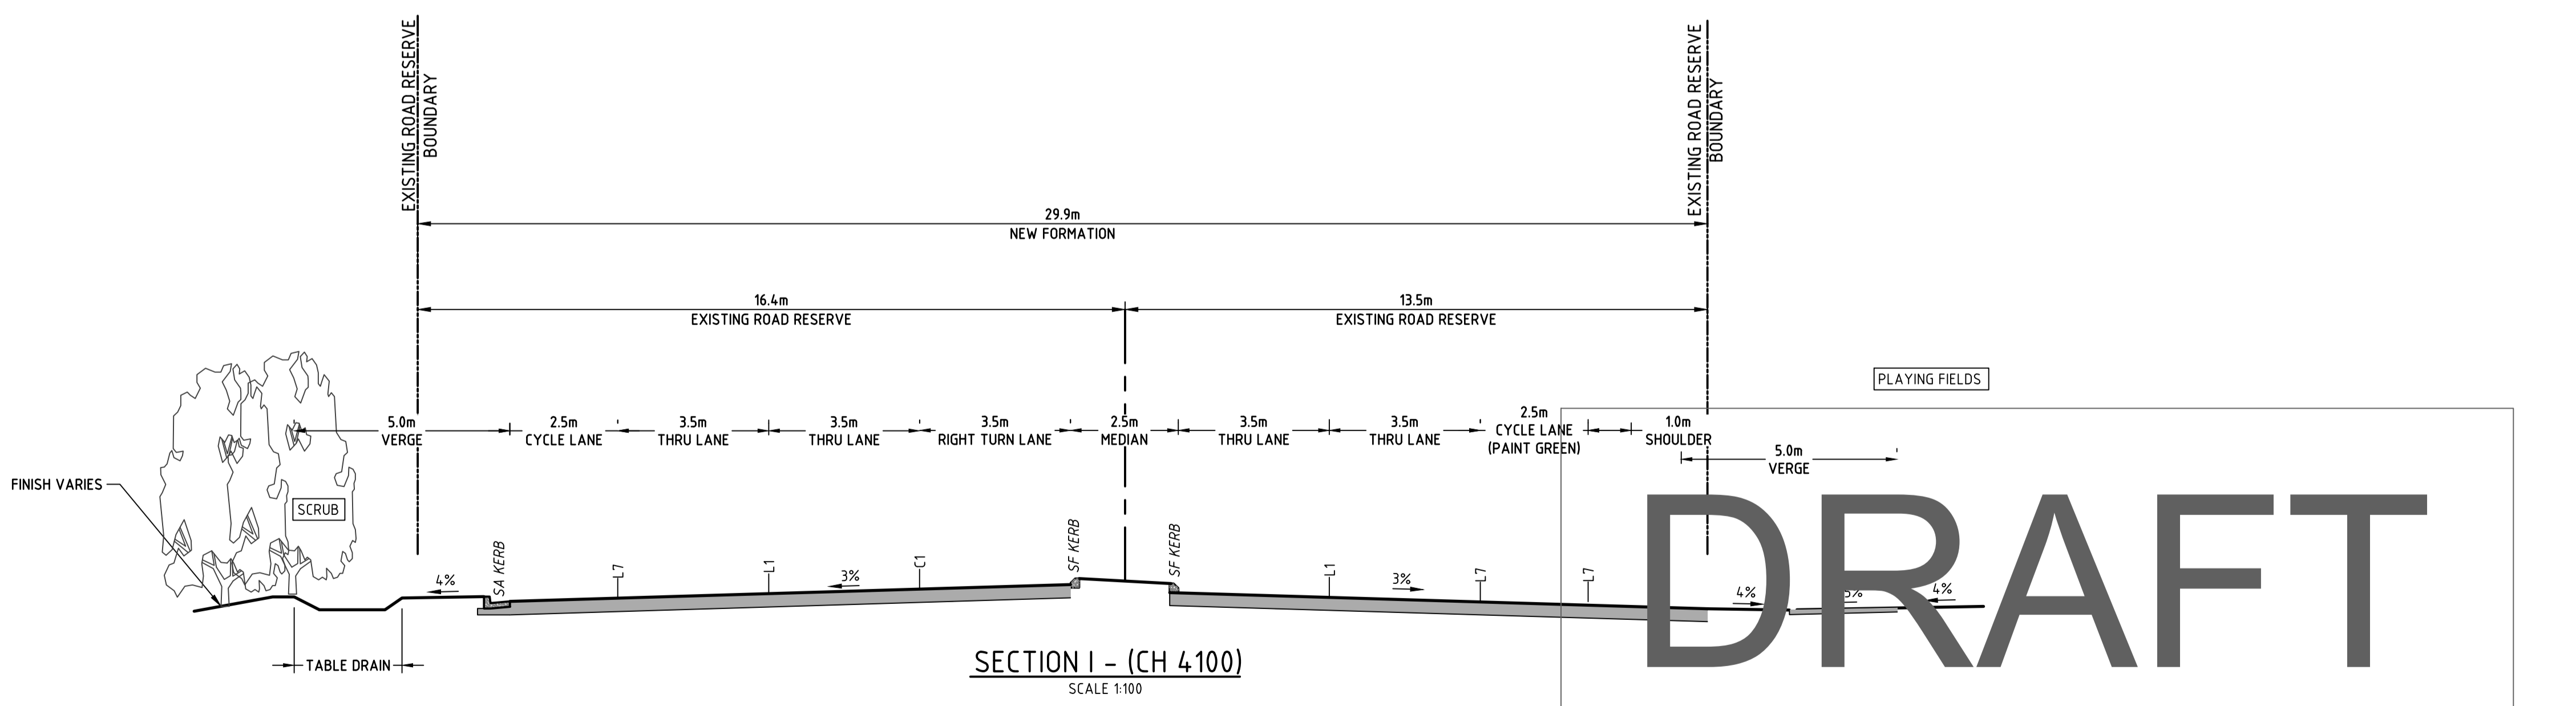 EXISTING ROAD RESERVE
BOUNDARY
EXISTING ROAD RESERVE
BOUNDARY
29.9m
NEW FORMATION
16.4m
EXISTING ROAD RESERVE
13.5m
EXISTING ROAD RESERVE
PLAYING FIELDS
5.0m
VERGE
2.5m
CYCLE LANE
3.5m
THRU LANE
3.5m
THRU LANE
3.5m
RIGHT TURN LANE
2.5m
MEDIAN
3.5m
THRU LANE
3.5m
THRU LANE
2.5m
CYCLE LANE
(PAINT GREEN)
1.0m
SHOULDER
5.0m
VERGE
FINISH VARIES
SCRUB
4%
SA KERB
L7
L1
3%
C1
SF KERB
SF KERB
L1
3%
L7
L7
4%
5%
4%
DRAFT
TABLE DRAIN
SECTION I - (CH 4100)
SCALE 1:100